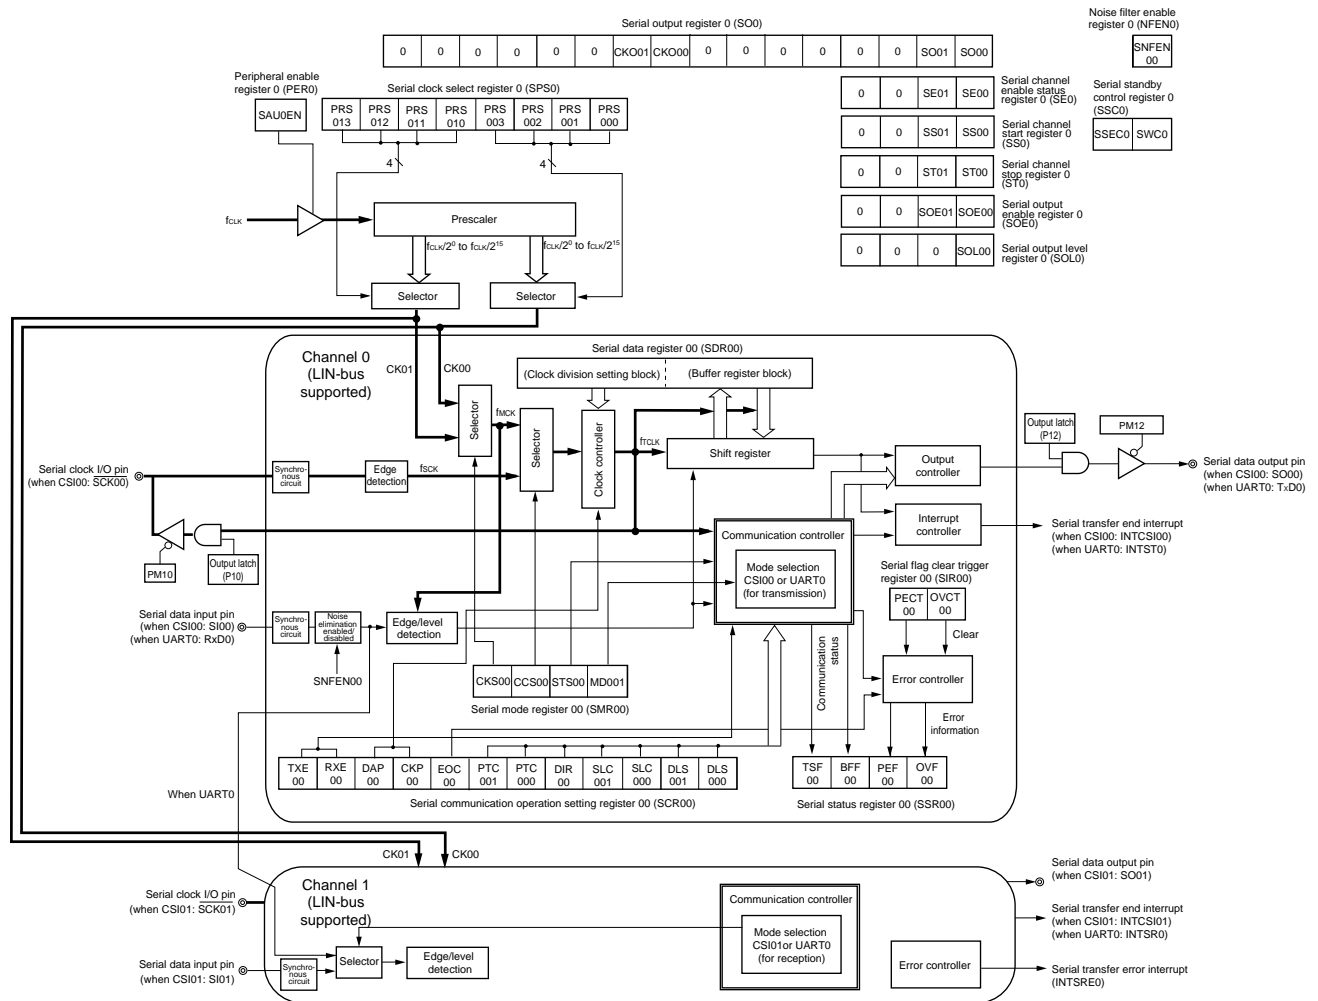 Serial output register 0 (SO0)
0 0 0 0 0 0 CKO01 CKO00 0 0 0 0 0 0 SO01 SO00
Noise filter enable
register 0 (NFEN0)
SNFEN
00
Peripheral enable
register 0 (PER0)
SAU0EN
Serial clock select register 0 (SPS0)
PRS PRS PRS PRS PRS PRS PRS PRS
013 012 011 010 003 002 001 000
4
4
0 0 SE01 SE00
Serial channel
enable status
register 0 (SE0)
0 0 SS01 SS00
Serial channel
start register 0
(SS0)
0 0 ST01 ST00
Serial channel
stop register 0
(ST0)
0 0 SOE01 SOE00
Serial output
enable register 0
(SOE0)
0 0 0 SOL00
Serial output level
register 0 (SOL0)
Serial standby
control register 0
(SSC0)
SSEC0 SWC0
fCLK
Prescaler
fCLK/2⁰ to fCLK/2¹⁵
fCLK/2⁰ to fCLK/2¹⁵
Selector
Selector
Channel 0
(LIN-bus
supported)
CK01
CK00
Serial data register 00 (SDR00)
(Clock division setting block)
(Buffer register block)
Selector
fMCK
Selector
Clock controller
fTCLK
Shift register
Output
controller
Interrupt
controller
Output latch
(P12)
PM12
Serial data output pin
(when CSI00: SO00)
(when UART0: TxD0)
Serial transfer end interrupt
(when CSI00: INTCSI00)
(when UART0: INTST0)
Serial clock I/O pin
(when CSI00: SCK00)
Synchro-
nous
circuit
Edge
detection
fSCK
PM10
Output latch
(P10)
Communication controller
Mode selection
CSI00 or UART0
(for transmission)
Serial flag clear trigger
register 00 (SIR00)
PECT OVCT
00 00
Clear
Serial data input pin
(when CSI00: SI00)
(when UART0: RxD0)
Synchro-
nous
circuit
Noise
elimination
enabled/
disabled
SNFEN00
Edge/level
detection
CKS00 CCS00 STS00 MD001
Serial mode register 00 (SMR00)
Communication
status
Error controller
Error
information
TXE RXE DAP CKP EOC PTC PTC DIR SLC SLC DLS DLS
00 00 00 00 00 001 000 00 001 000 001 000
Serial communication operation setting register 00 (SCR00)
TSF BFF PEF OVF
00 00 00 00
Serial status register 00 (SSR00)
When UART0
CK01
CK00
Channel 1
(LIN-bus
supported)
Serial clock I/O pin
(when CSI01: SCK01)
Serial data input pin
(when CSI01: SI01)
Synchro-
nous
circuit
Selector
Edge/level
detection
Communication controller
Mode selection
CSI01or UART0
(for reception)
Error controller
Serial data output pin
(when CSI01: SO01)
Serial transfer end interrupt
(when CSI01: INTCSI01)
(when UART0: INTSR0)
Serial transfer error interrupt
(INTSRE0)